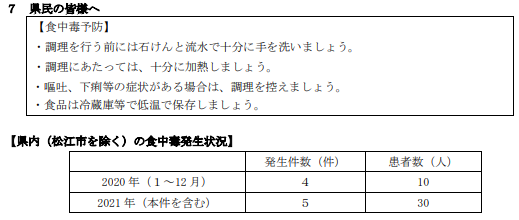 ７　県民の皆様へ
【食中毒予防】
・調理を行う前には石けんと流水で十分に手を洗いましょう。
・調理にあたっては、十分に加熱しましょう。
・嘔吐、下痢等の症状がある場合は、調理を控えましょう。
・食品は冷蔵庫等で低温で保存しましょう。
【県内（松江市を除く）の食中毒発生状況】
発生件数（件）　患者数（人）
2020 年（１～12 月）　４　10
2021 年（本件を含む）　５　30